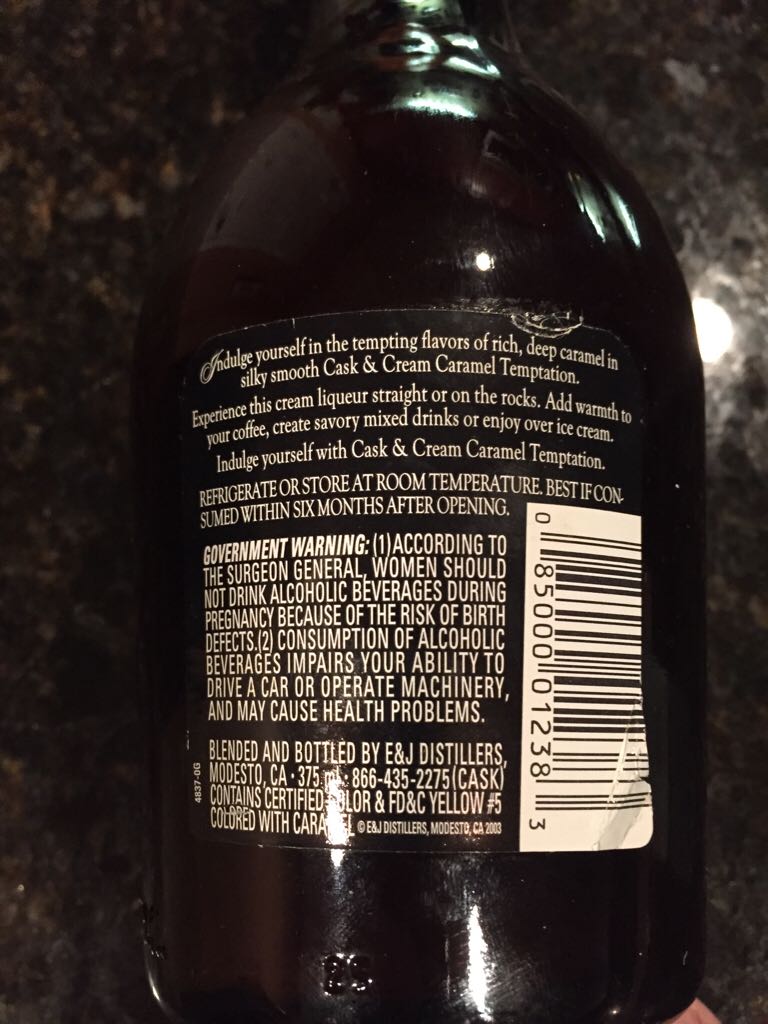 Indulge yourself in the tempting flavors of rich, deep caramel in
silky smooth Cask & Cream Caramel Temptation.
Experience this cream liqueur straight or on the rocks. Add warmth to
your coffee, create savory mixed drinks or enjoy over ice cream.
Indulge yourself with Cask & Cream Caramel Temptation.
REFRIGERATE OR STORE AT ROOM TEMPERATURE. BEST IF CON-
SUMED WITHIN SIX MONTHS AFTER OPENING.
GOVERNMENT WARNING: (1)ACCORDING TO
THE SURGEON GENERAL, WOMEN SHOULD
NOT DRINK ALCOHOLIC BEVERAGES DURING
PREGNANCY BECAUSE OF THE RISK OF BIRTH
DEFECTS.(2) CONSUMPTION OF ALCOHOLIC
BEVERAGES IMPAIRS YOUR ABILITY TO
DRIVE A CAR OR OPERATE MACHINERY,
AND MAY CAUSE HEALTH PROBLEMS.
BLENDED AND BOTTLED BY E&J DISTILLERS,
MODESTO, CA • 375 ml • 866-435-2275 (CASK)
CONTAINS CERTIFIED COLOR & FD&C YELLOW #5
COLORED WITH CARAMEL © E&J DISTILLERS, MODESTO, CA 2003
4837-0G
0 85000 01238 3